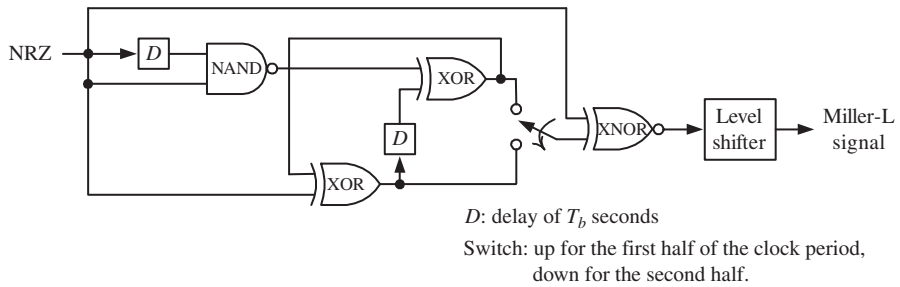 NRZ
D
NAND
XOR
D
XOR
XNOR
Level
shifter
Miller-L
signal
D: delay of T_b seconds
Switch: up for the first half of the clock period,
down for the second half.